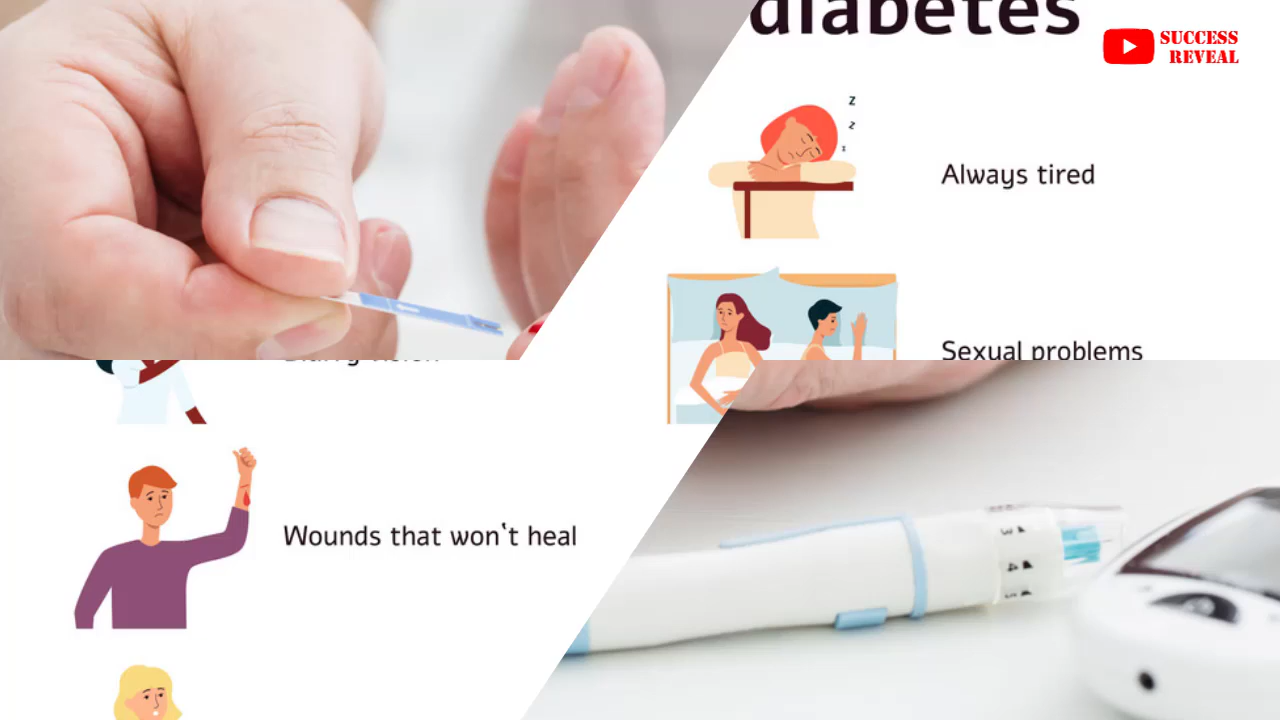 diabetes
SUCCESS
REVEAL
Always tired
Sexual problems
Wounds that won't heal